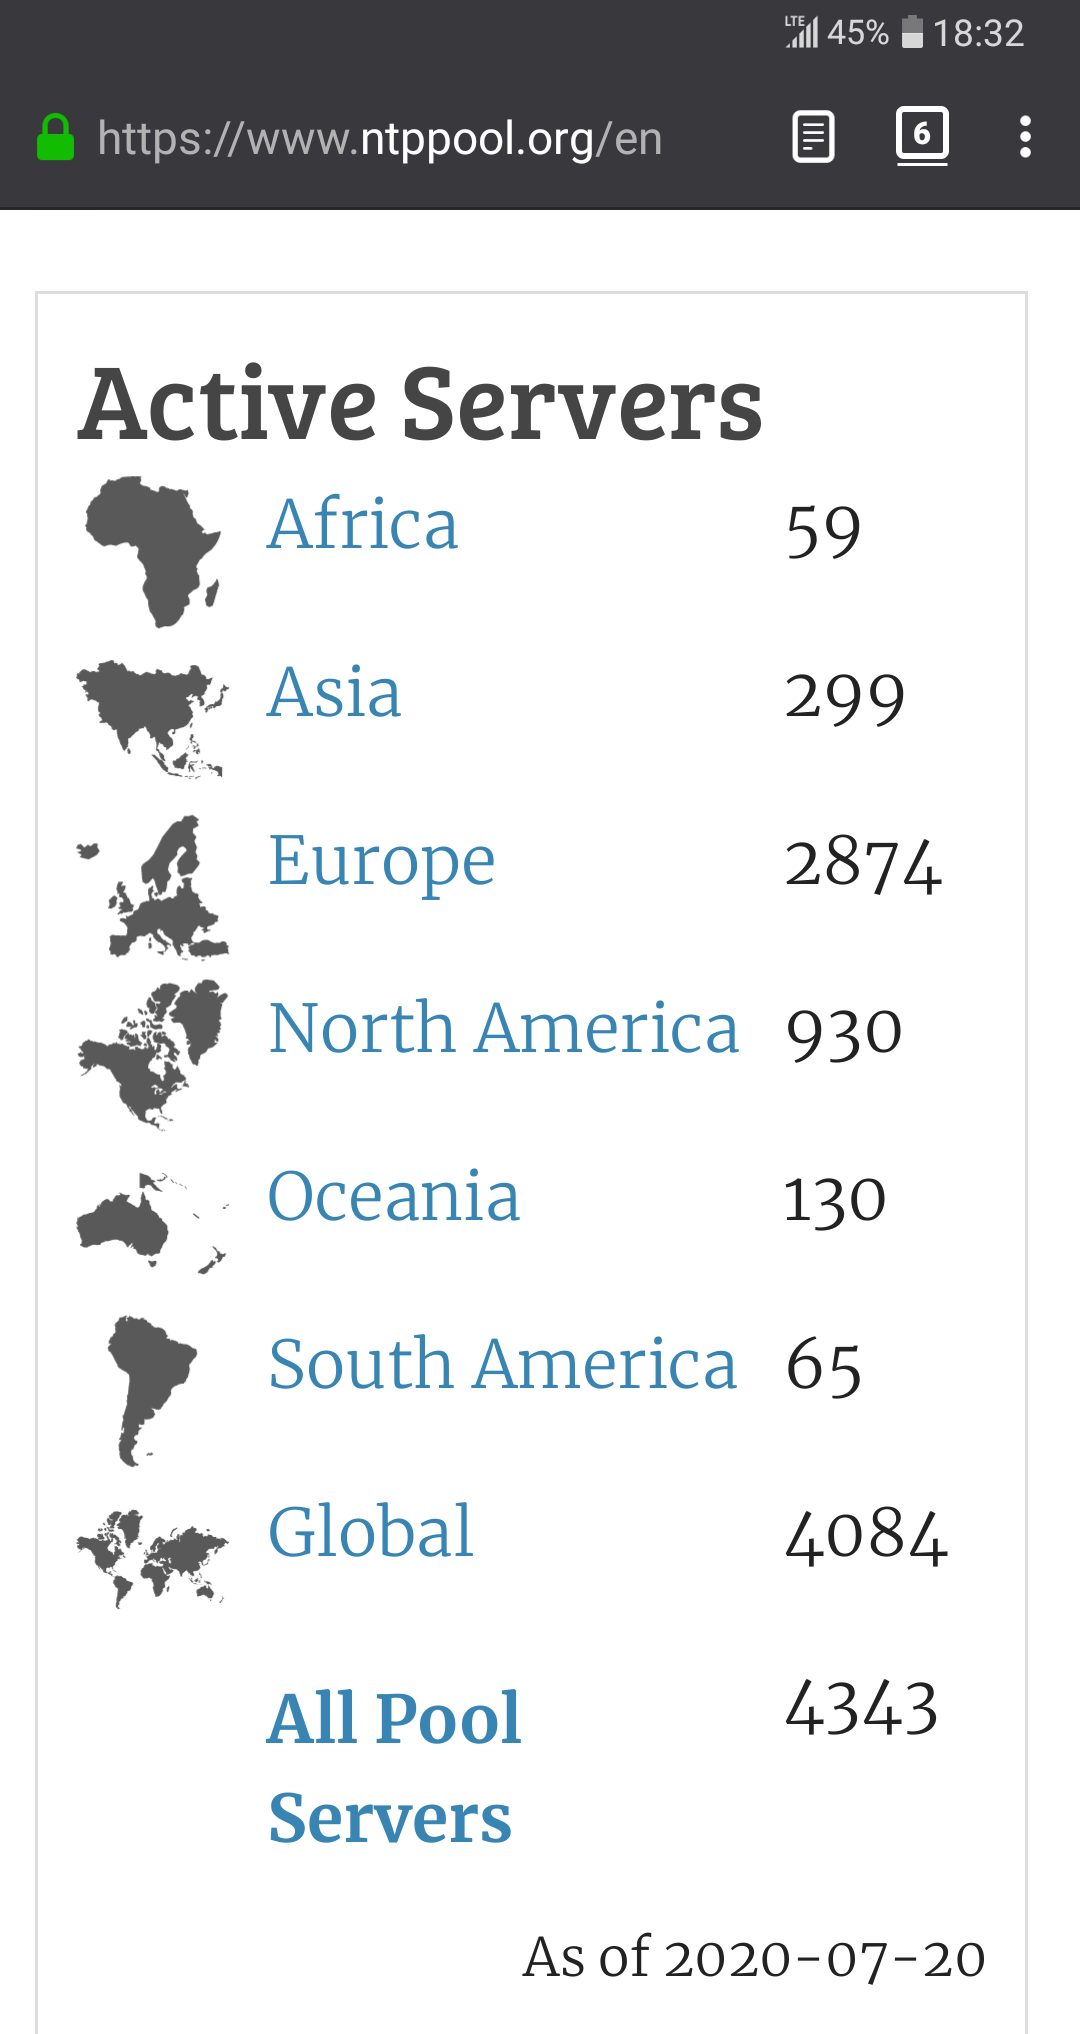 LTE 45% 18:32
https://www.ntppool.org/en 6
Active Servers
Africa 59
Asia 299
Europe 2874
North America 930
Oceania 130
South America 65
Global 4084
All Pool 4343
Servers
As of 2020-07-20